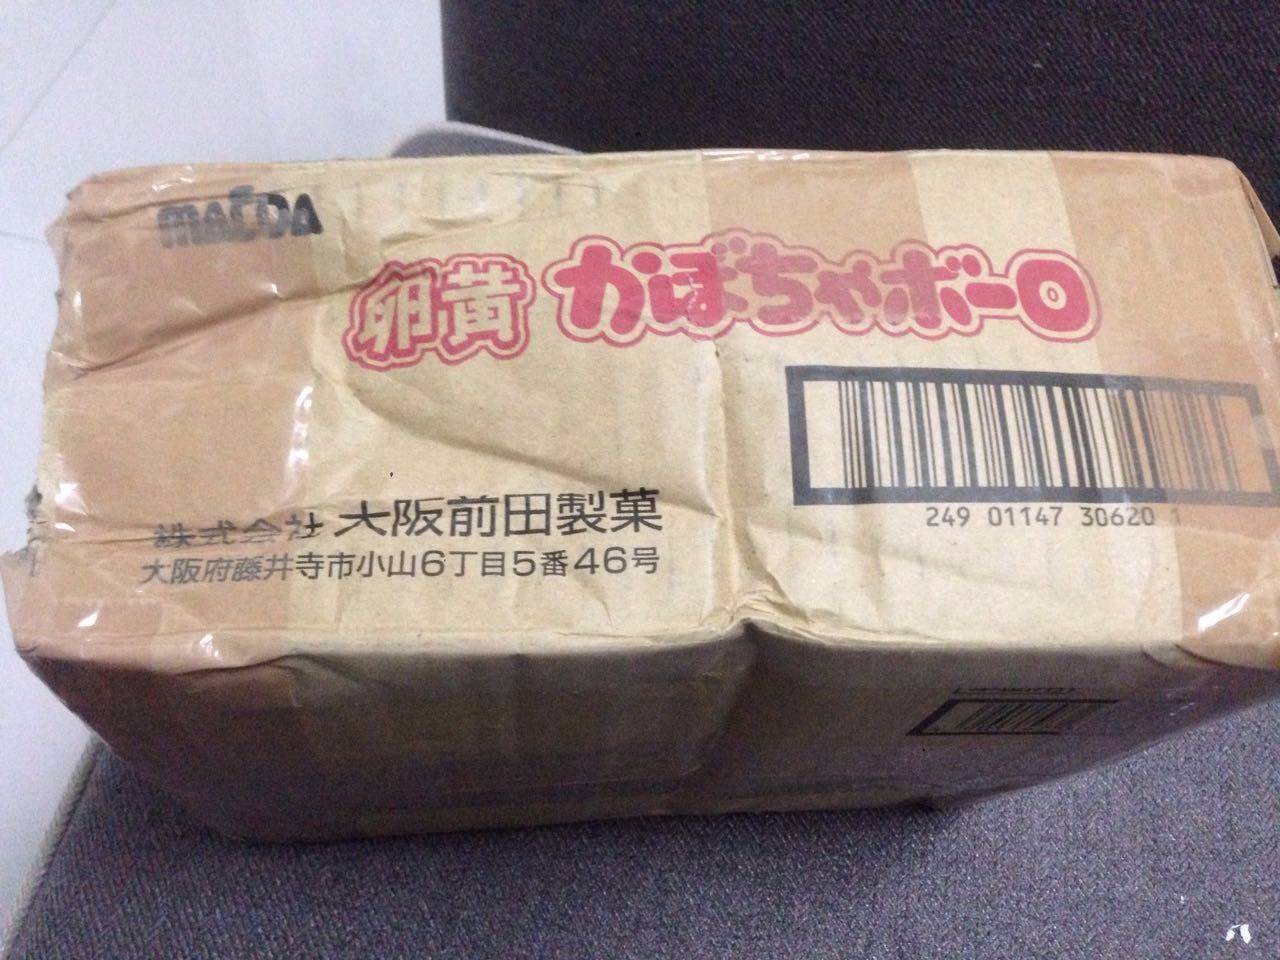 maeDA
卵黄 かぼちゃボーロ
249 01147 30620 1
株式会社 大阪前田製菓
大阪府藤井寺市小山6丁目5番46号